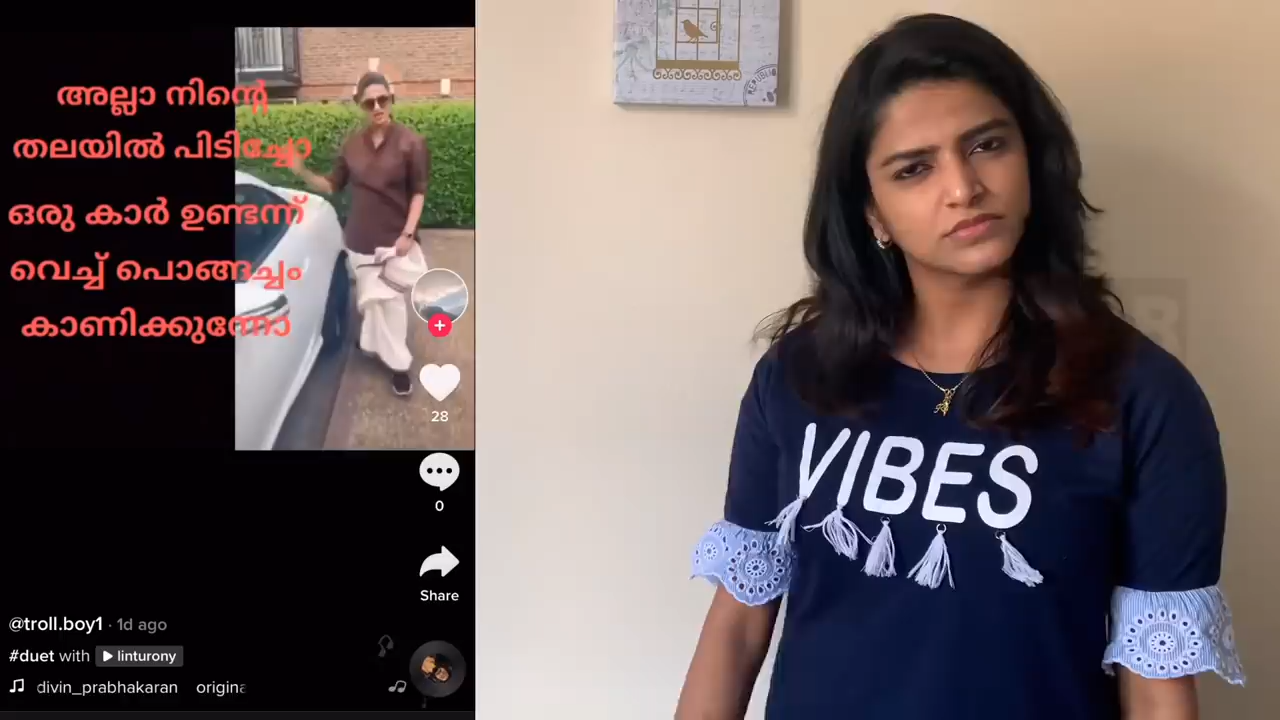 അല്ലാ നിന്റെ
തലയിൽ പിടിച്ചോ
ഒരു കാർ ഉണ്ടന്ന്
വെച്ച് പൊങ്ങച്ചം
കാണിക്കുന്നോ
28
0
Share
@troll.boy1 · 1d ago
#duet with linturony
divin_prabhakaran origina
VIBES